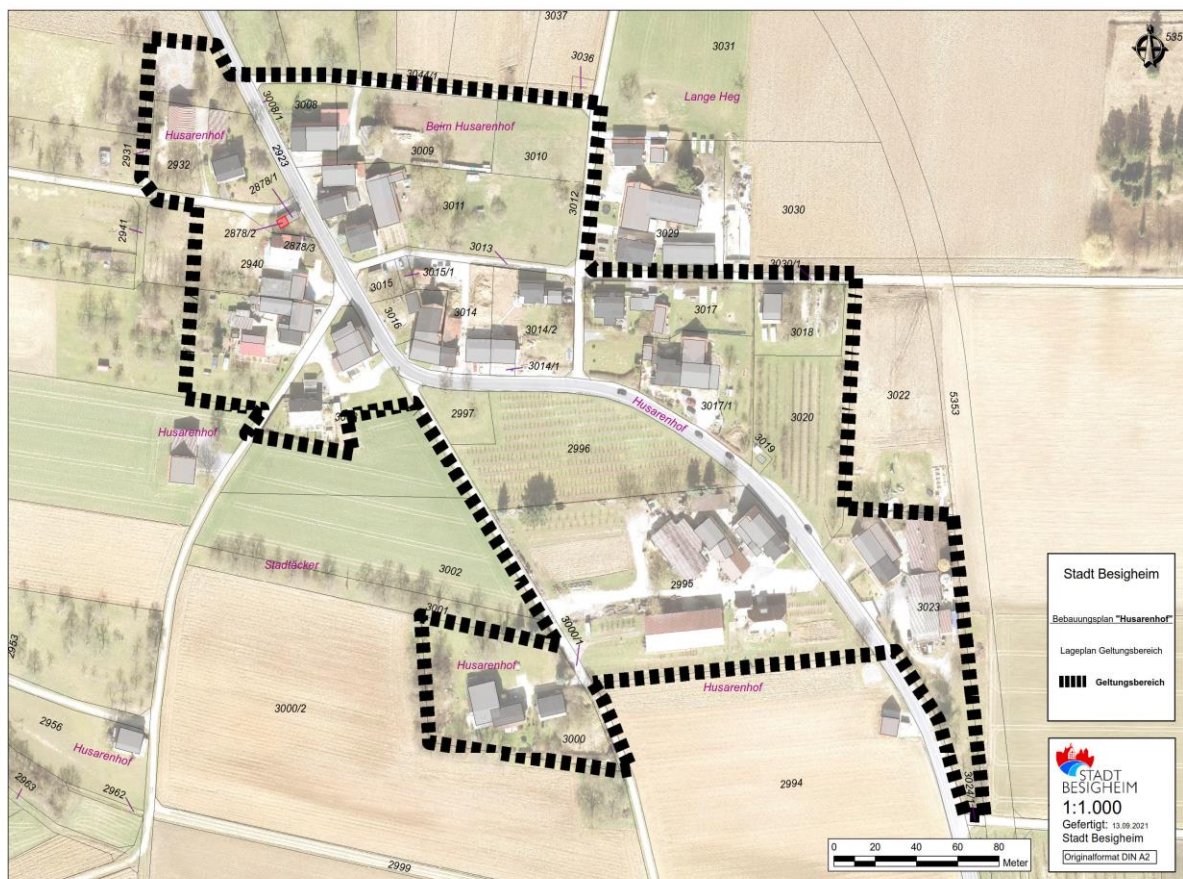 3037
3036
3031
535
3044/1
3008/1
3008
Lange Heg
Beim Husarenhof
Husarenhof
2931
2932
2923
3009
3010
2878/1
3012
3011
3030
2941
2878/2
2878/3
2940
3013
3029
3015/1
3030/1
3015
3014
3016
3014/2
3017
3018
3014/1
3022
5353
3017/1
3020
2997
Husarenhof
Husarenhof
2996
3019
Stadtäcker
3002
2995
3023
3001
3000/1
2953
Husarenhof
Husarenhof
3000/2
3000
2956
Husarenhof
2994
3024/1
2963
2962
2999
Stadt Besigheim
Bebauungsplan "Husarenhof"
Lageplan Geltungsbereich
Geltungsbereich
STADT
BESIGHEIM
1:1.000
Gefertigt: 13.09.2021
Stadt Besigheim
Originalformat DIN A2
0 20 40 60 80
Meter